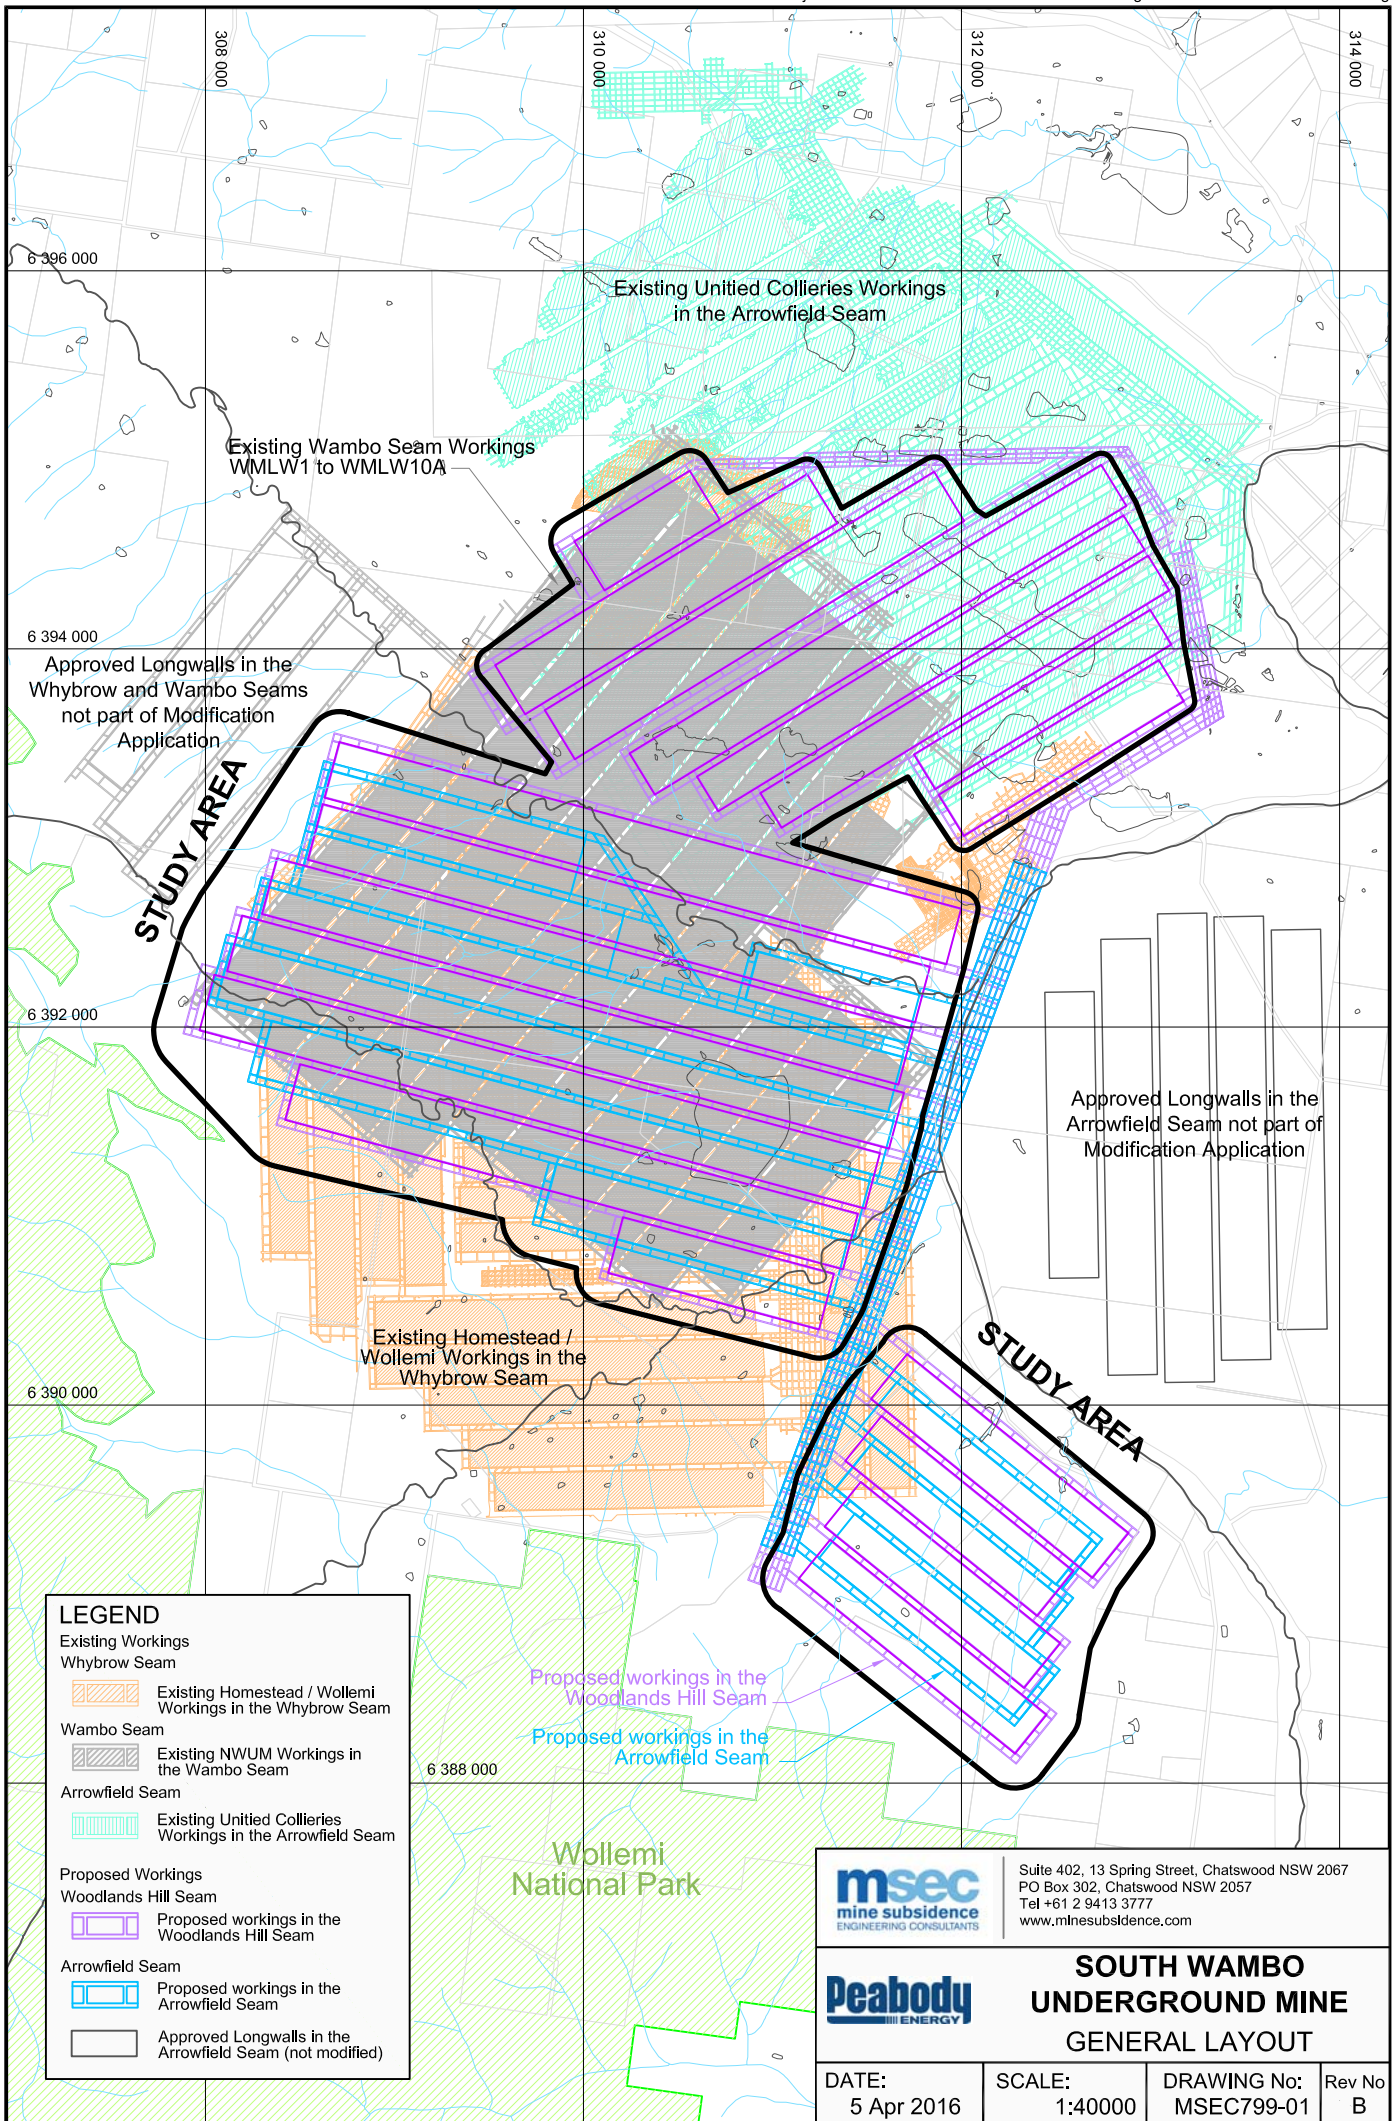 308 000
310 000
312 000
314 000
6 396 000
Existing Unitied Collieries Workings
in the Arrowfield Seam
Existing Wambo Seam Workings
WMLW1 to WMLW10A
6 394 000
Approved Longwalls in the
Whybrow and Wambo Seams
not part of Modification
Application
STUDY AREA
6 392 000
Approved Longwalls in the
Arrowfield Seam not part of
Modification Application
Existing Homestead /
Wollemi Workings in the
Whybrow Seam
STUDY AREA
6 390 000
Proposed workings in the
Woodlands Hill Seam
Proposed workings in the
Arrowfield Seam
6 388 000
Wollemi
National Park
LEGEND
Existing Workings
Whybrow Seam
Existing Homestead / Wollemi
Workings in the Whybrow Seam
Wambo Seam
Existing NWUM Workings in
the Wambo Seam
Arrowfield Seam
Existing Unitied Collieries
Workings in the Arrowfield Seam
Proposed Workings
Woodlands Hill Seam
Proposed workings in the
Woodlands Hill Seam
Arrowfield Seam
Proposed workings in the
Arrowfield Seam
Approved Longwalls in the
Arrowfield Seam (not modified)
msec
mine subsidence
ENGINEERING CONSULTANTS
Suite 402, 13 Spring Street, Chatswood NSW 2067
PO Box 302, Chatswood NSW 2057
Tel +61 2 9413 3777
www.minesubsidence.com
Peabody
ENERGY
SOUTH WAMBO
UNDERGROUND MINE
GENERAL LAYOUT
DATE:
5 Apr 2016
SCALE:
1:40000
DRAWING No:
MSEC799-01
Rev No
B